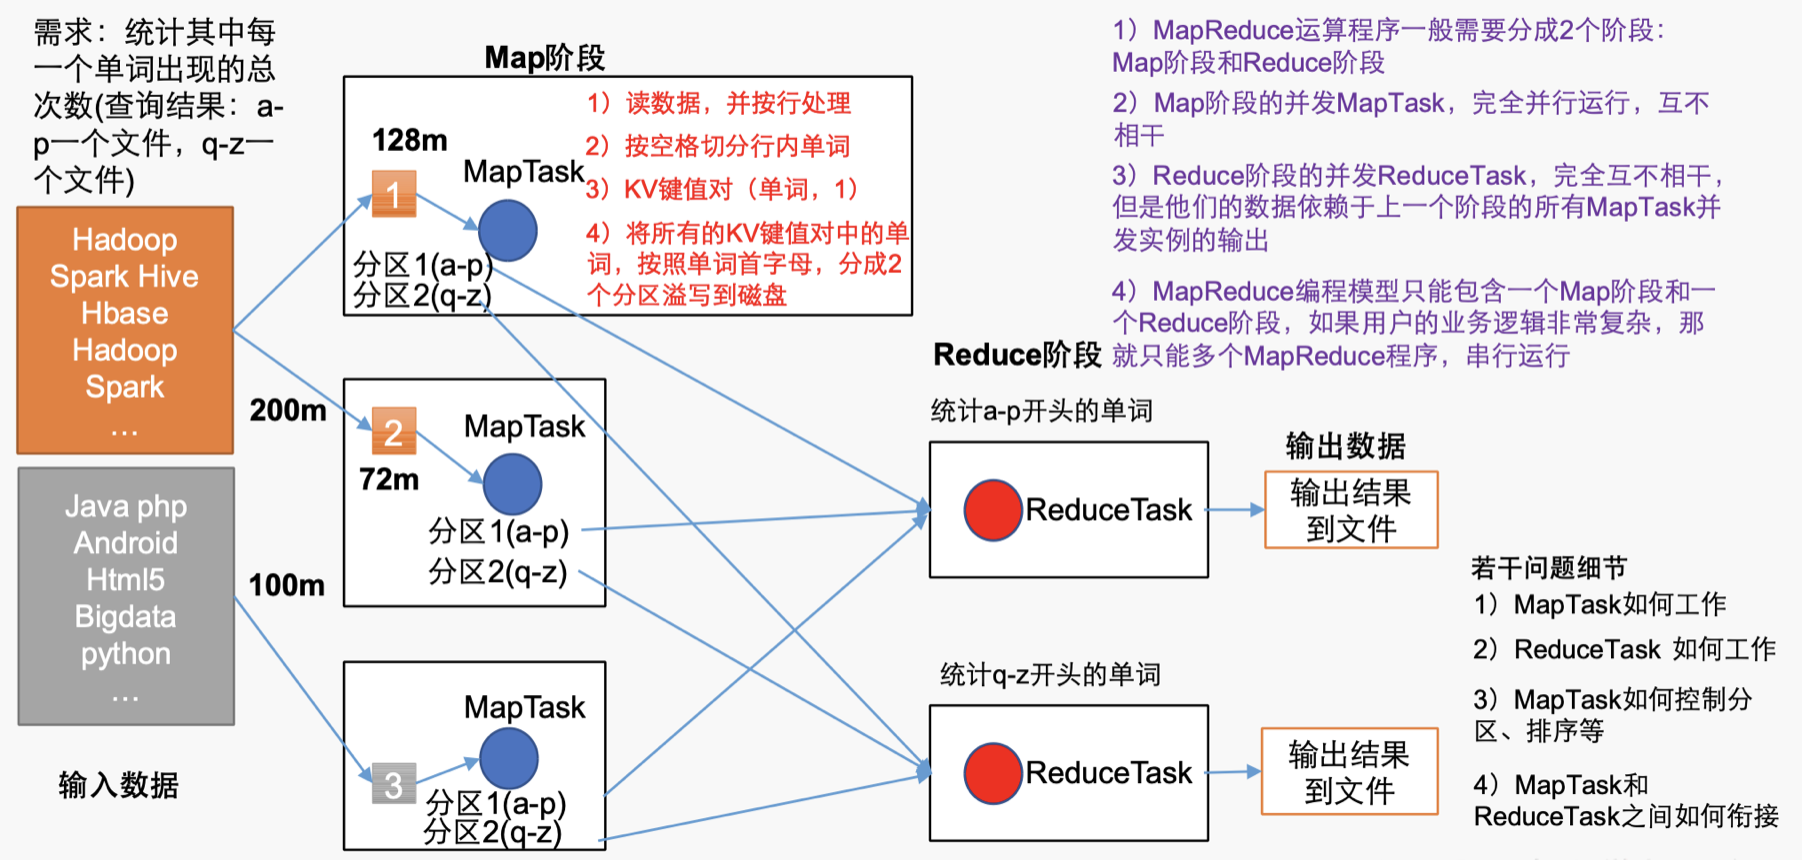 需求：统计其中每
一个单词出现的总
次数(查询结果：a-
p一个文件，q-z一
个文件)
Hadoop
Spark Hive
Hbase
Hadoop
Spark
...
Java php
Android
Html5
Bigdata
python
...
输入数据
200m
100m
Map阶段
128m
1
MapTask
分区1(a-p)
分区2(q-z)
1）读数据，并按行处理
2）按空格切分行内单词
3）KV键值对（单词，1）
4）将所有的KV键值对中的单
词，按照单词首字母，分成2
个分区溢写到磁盘
2
72m
MapTask
分区1(a-p)
分区2(q-z)
3
MapTask
分区1(a-p)
分区2(q-z)
1）MapReduce运算程序一般需要分成2个阶段：
Map阶段和Reduce阶段
2）Map阶段的并发MapTask，完全并行运行，互不
相干
3）Reduce阶段的并发ReduceTask，完全互不相干，
但是他们的数据依赖于上一个阶段的所有MapTask并
发实例的输出
4）MapReduce编程模型只能包含一个Map阶段和一
个Reduce阶段，如果用户的业务逻辑非常复杂，那
就只能多个MapReduce程序，串行运行
Reduce阶段
统计a-p开头的单词
ReduceTask
输出数据
输出结果
到文件
统计q-z开头的单词
ReduceTask
输出结果
到文件
若干问题细节
1）MapTask如何工作
2）ReduceTask 如何工作
3）MapTask如何控制分
区、排序等
4）MapTask和
ReduceTask之间如何衔接